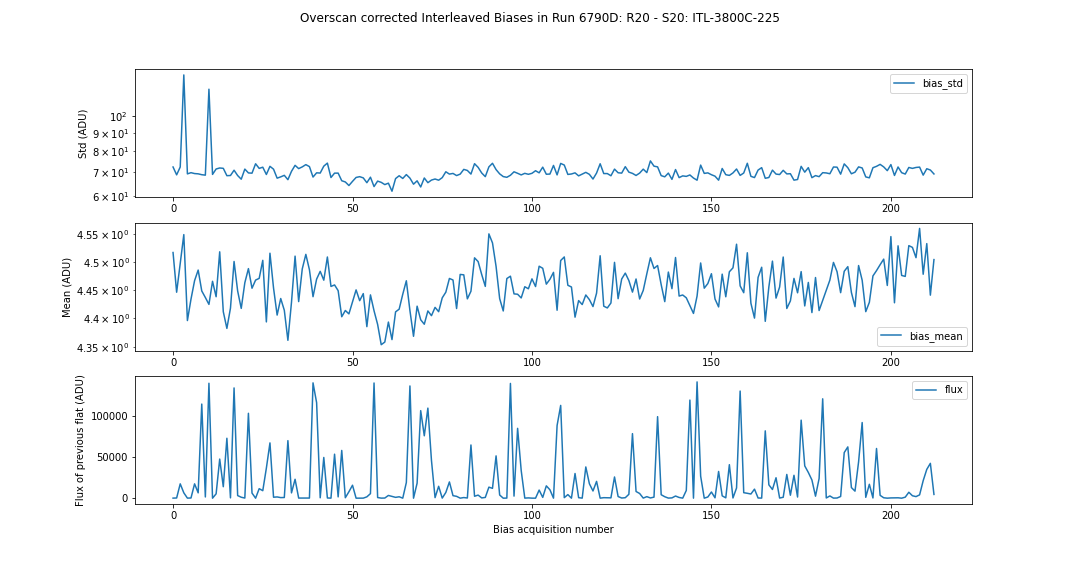 Overscan corrected Interleaved Biases in Run 6790D: R20 - S20: ITL-3800C-225
Std (ADU)
10²
9 × 10¹
8 × 10¹
7 × 10¹
6 × 10¹
bias_std
0 50 100 150 200
Mean (ADU)
4.55 × 10⁰
4.5 × 10⁰
4.45 × 10⁰
4.4 × 10⁰
4.35 × 10⁰
bias_mean
0 50 100 150 200
Flux of previous flat (ADU)
100000
50000
0
flux
0 50 100 150 200
Bias acquisition number